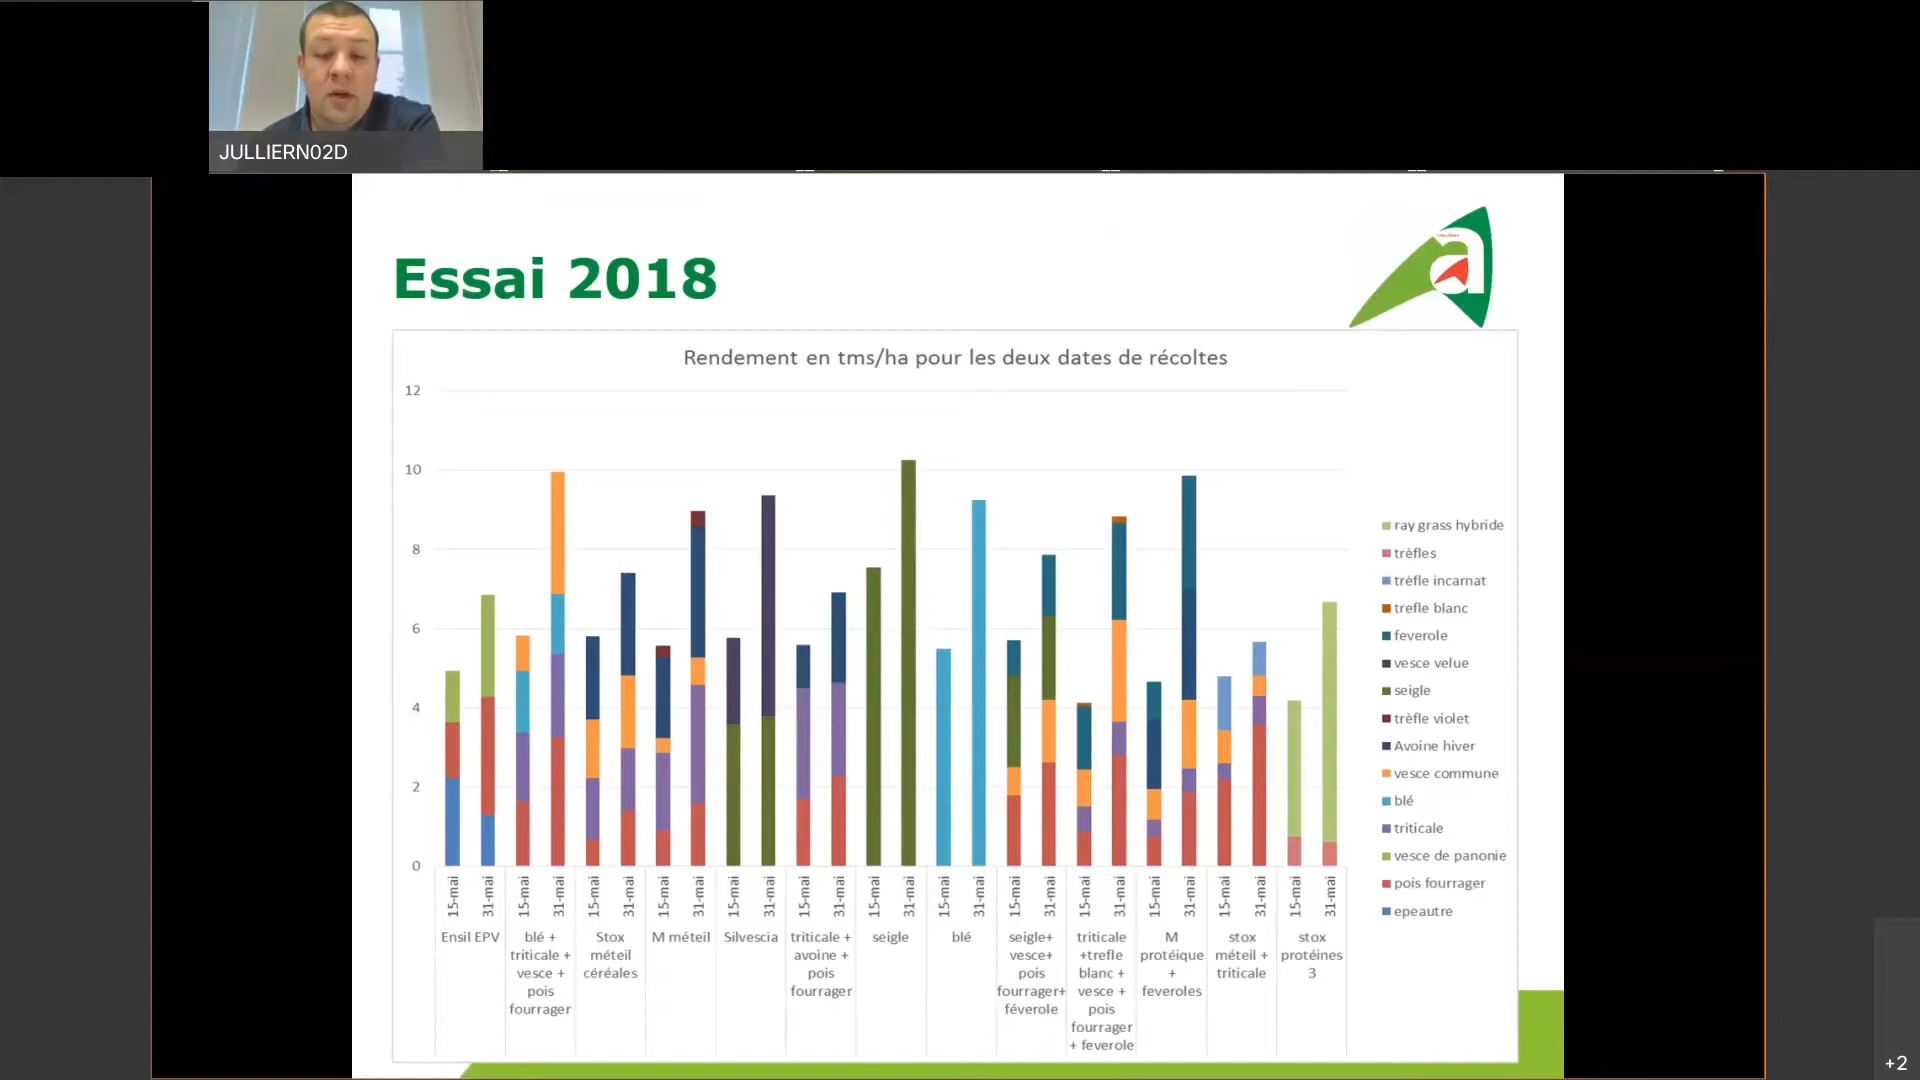 JULLIERN02D
Essai 2018
a
Rendement en tms/ha pour les deux dates de récoltes
12
10
8
6
4
2
0
15-mai
31-mai
15-mai
31-mai
15-mai
31-mai
15-mai
31-mai
15-mai
31-mai
15-mai
31-mai
15-mai
31-mai
15-mai
31-mai
15-mai
31-mai
15-mai
31-mai
15-mai
31-mai
15-mai
31-mai
15-mai
31-mai
Ensil EPV
blé +
triticale +
vesce +
pois
fourrager
Stox
méteil
céréales
M méteil
Silvescia
triticale +
avoine +
pois
fourrager
seigle
blé
seigle+
vesce+
pois
fourrager+
féverole
triticale
+trefle
blanc +
vesce +
pois
fourrager
+ feverole
M
protéique
+
feveroles
stox
méteil +
triticale
stox
protéines
3
ray grass hybride
trèfles
trèfle incarnat
trefle blanc
feverole
vesce velue
seigle
trèfle violet
Avoine hiver
vesce commune
blé
triticale
vesce de panonie
pois fourrager
epeautre
+2